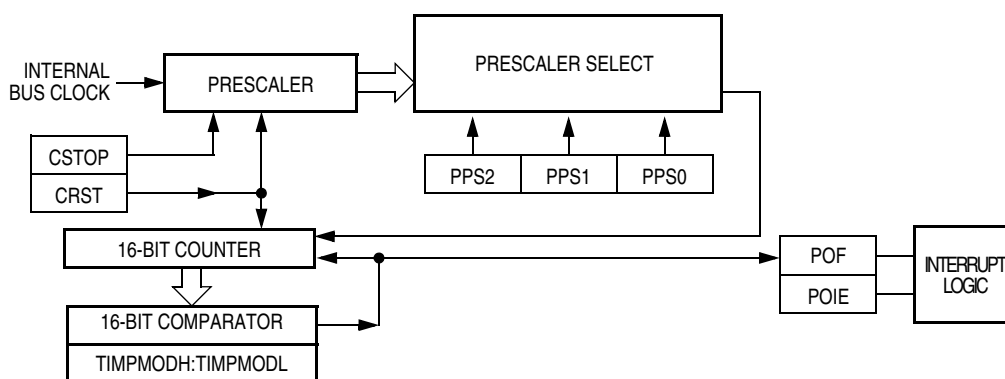 INTERNAL
BUS CLOCK
PRESCALER
PRESCALER SELECT
CSTOP
CRST
PPS2
PPS1
PPS0
16-BIT COUNTER
POF
POIE
INTERRUPT
LOGIC
16-BIT COMPARATOR
TIMPMODH:TIMPMODL